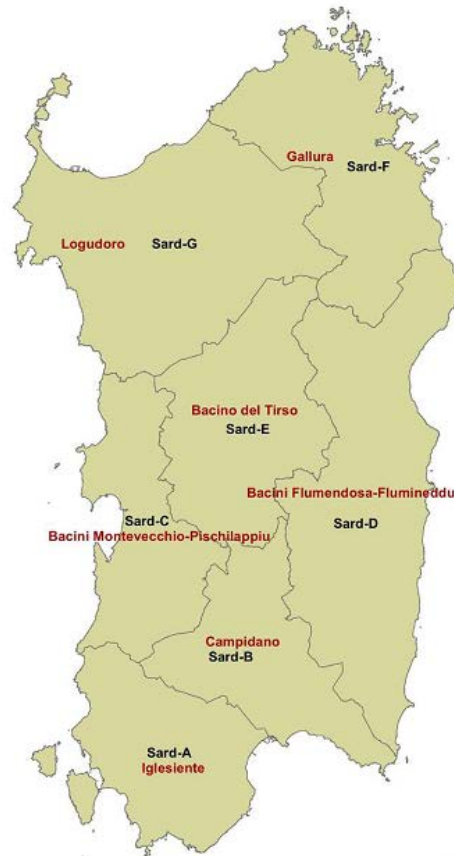 Gallura
Sard-F
Logudoro Sard-G
Bacino del Tirso
Sard-E
Bacini Flumendosa-Flumineddu
Sard-D
Sard-C
Bacini Montevecchio-Pischilappiu
Campidano
Sard-B
Sard-A
Iglesiente